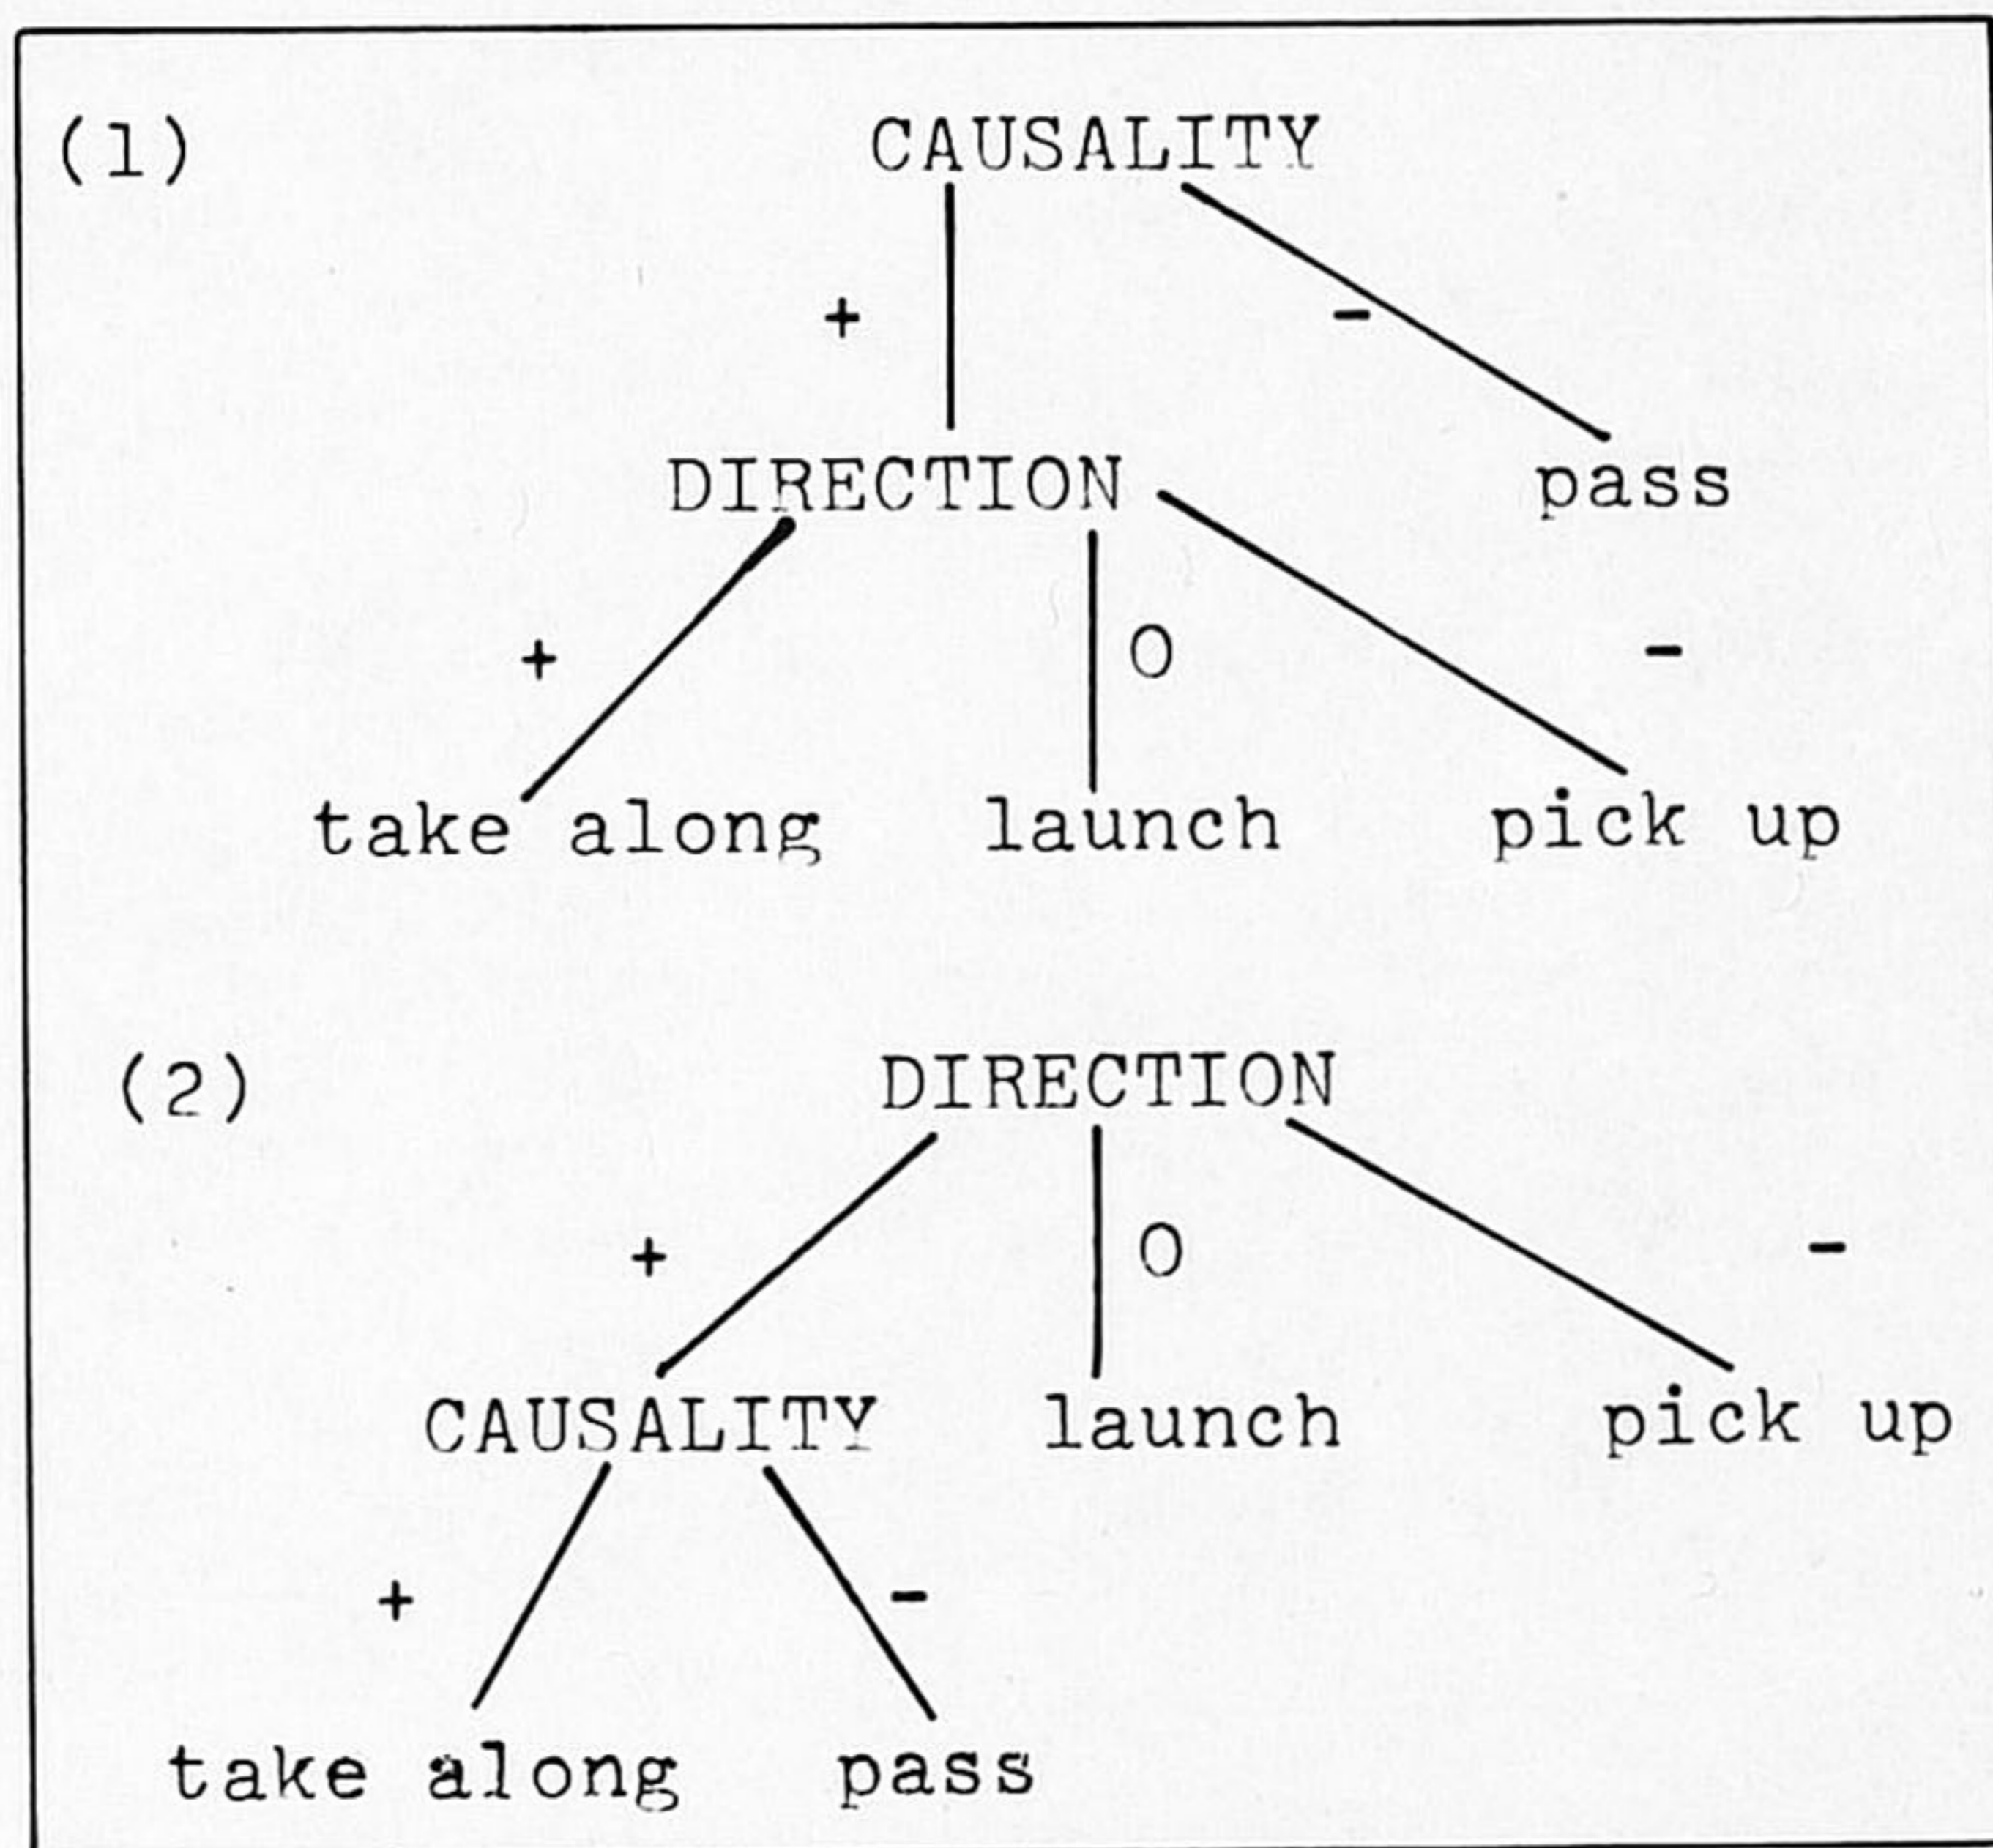 (1) CAUSALITY
+ -
DIRECTION pass
+ 0 -
take along launch pick up
(2) DIRECTION
+ 0 -
CAUSALITY launch pick up
+ -
take along pass